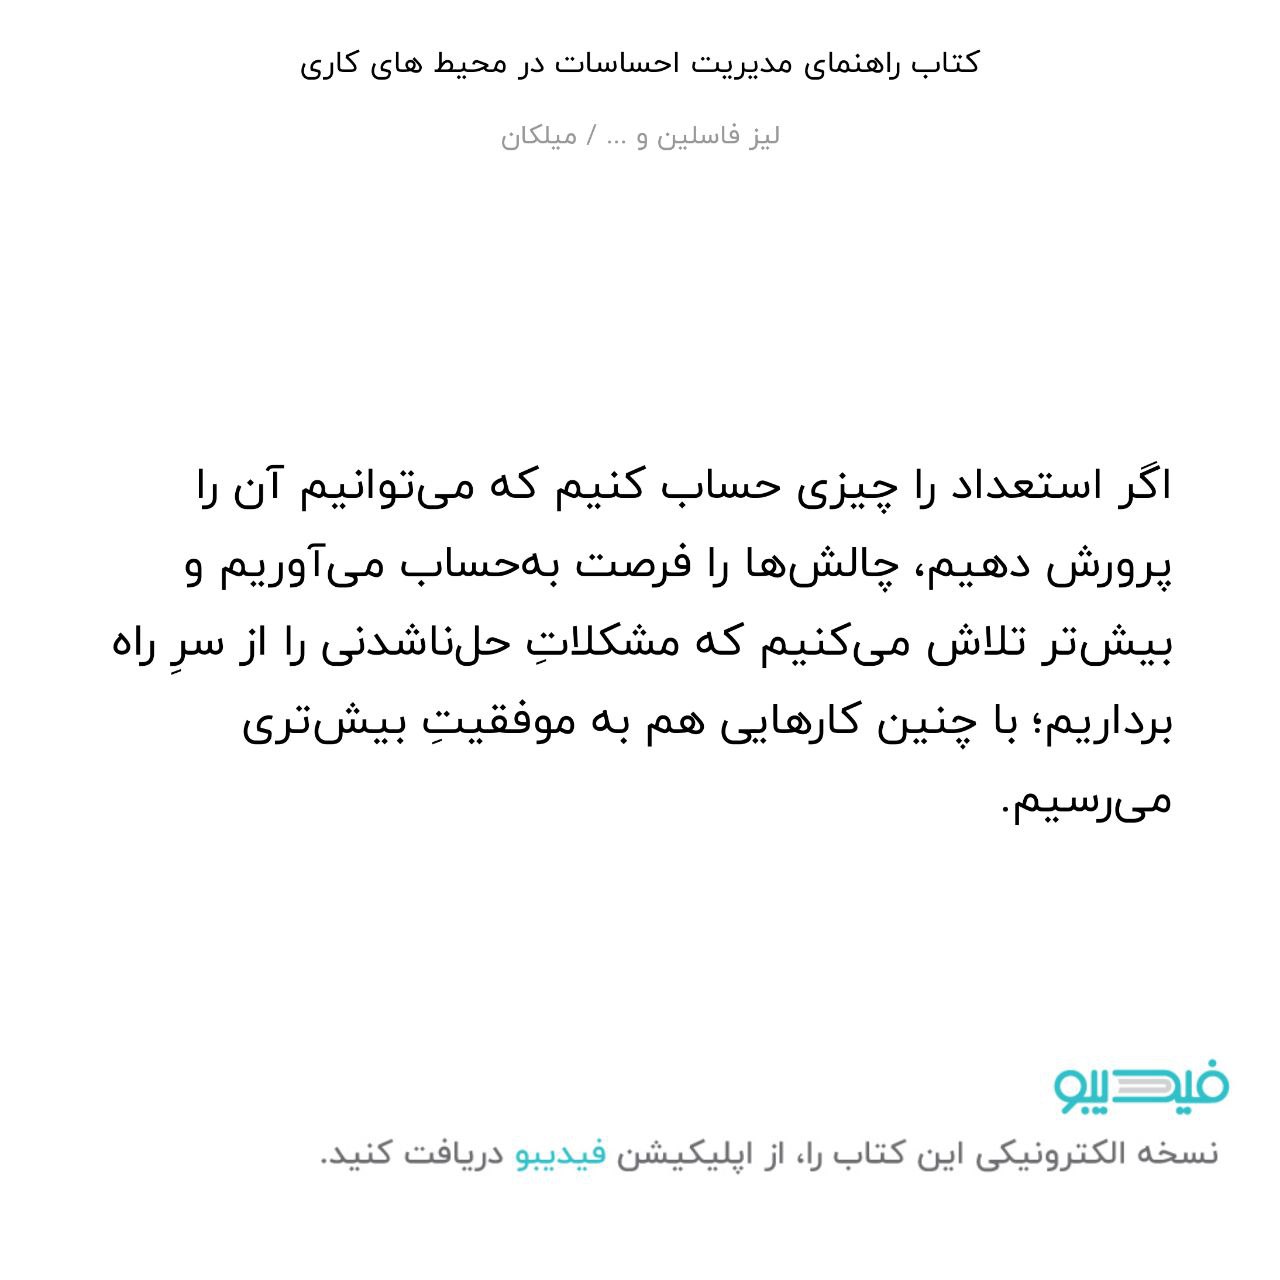 کتاب راهنمای مدیریت احساسات در محیط های کاری
لیز فاسلین و ... / میلکان
اگر استعداد را چیزی حساب کنیم که می‌توانیم آن را
پرورش دهیم، چالش‌ها را فرصت به‌حساب می‌آوریم و
بیش‌تر تلاش می‌کنیم که مشکلاتِ حل‌ناشدنی را از سرِ راه
برداریم؛ با چنین کارهایی هم به موفقیتِ بیش‌تری
می‌رسیم.
فیدیبو
نسخه الکترونیکی این کتاب را، از اپلیکیشن فیدیبو دریافت کنید.